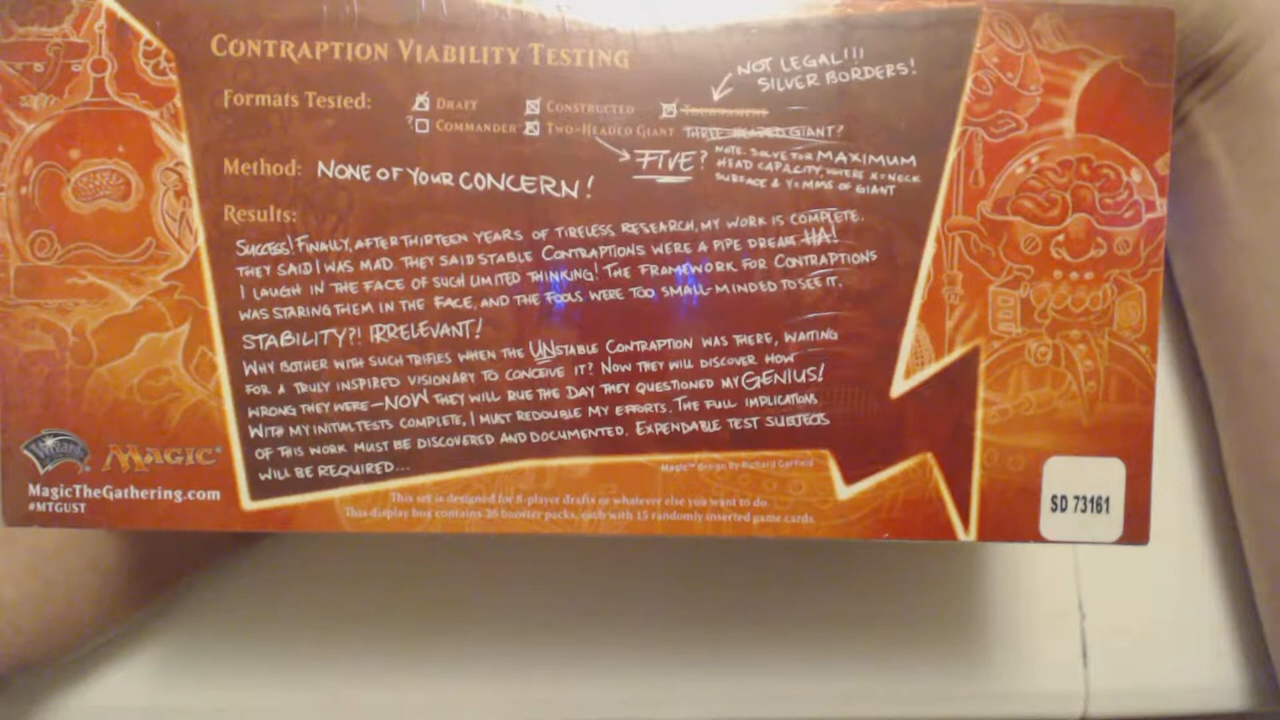 CONTRAPTION VIABILITY TESTING
NOT LEGAL!!!
SILVER BORDERS!
Formats Tested: DRAFT CONSTRUCTED TOURNAMENT
? COMMANDER TWO-HEADED GIANT THREE-HEADED GIANT?
FIVE? NOTE: SOLVE FOR MAXIMUM
HEAD CAPACITY, WHERE X=NECK
SURFACE & Y=MASS OF GIANT
Method: NONE OF YOUR CONCERN!
Results:
SUCCESS! FINALLY, AFTER THIRTEEN YEARS OF TIRELESS RESEARCH, MY WORK IS COMPLETE.
THEY SAID I WAS MAD. THEY SAID STABLE CONTRAPTIONS WERE A PIPE DREAM. HA!
I LAUGH IN THE FACE OF SUCH LIMITED THINKING! THE FRAMEWORK FOR CONTRAPTIONS
WAS STARING THEM IN THE FACE, AND THE FOOLS WERE TOO SMALL-MINDED TO SEE IT.
STABILITY?! IRRELEVANT!
WHY BOTHER WITH SUCH TRIFLES WHEN THE UNSTABLE CONTRAPTION WAS THERE, WAITING
FOR A TRULY INSPIRED VISIONARY TO CONCEIVE IT? NOW THEY WILL DISCOVER HOW
WRONG THEY WERE—NOW THEY WILL RUE THE DAY THEY QUESTIONED MY GENIUS!
WITH MY INITIAL TESTS COMPLETE, I MUST REDOUBLE MY EFFORTS. THE FULL IMPLICATIONS
OF THIS WORK MUST BE DISCOVERED AND DOCUMENTED. EXPENDABLE TEST SUBJECTS
WILL BE REQUIRED...
Magic™ design by Richard Garfield
Wizards MAGIC
MagicTheGathering.com
#MTGUST
This set is designed for 8-player drafts or whatever else you want to do.
This display box contains 36 booster packs, each with 15 randomly inserted game cards.
SD 73161